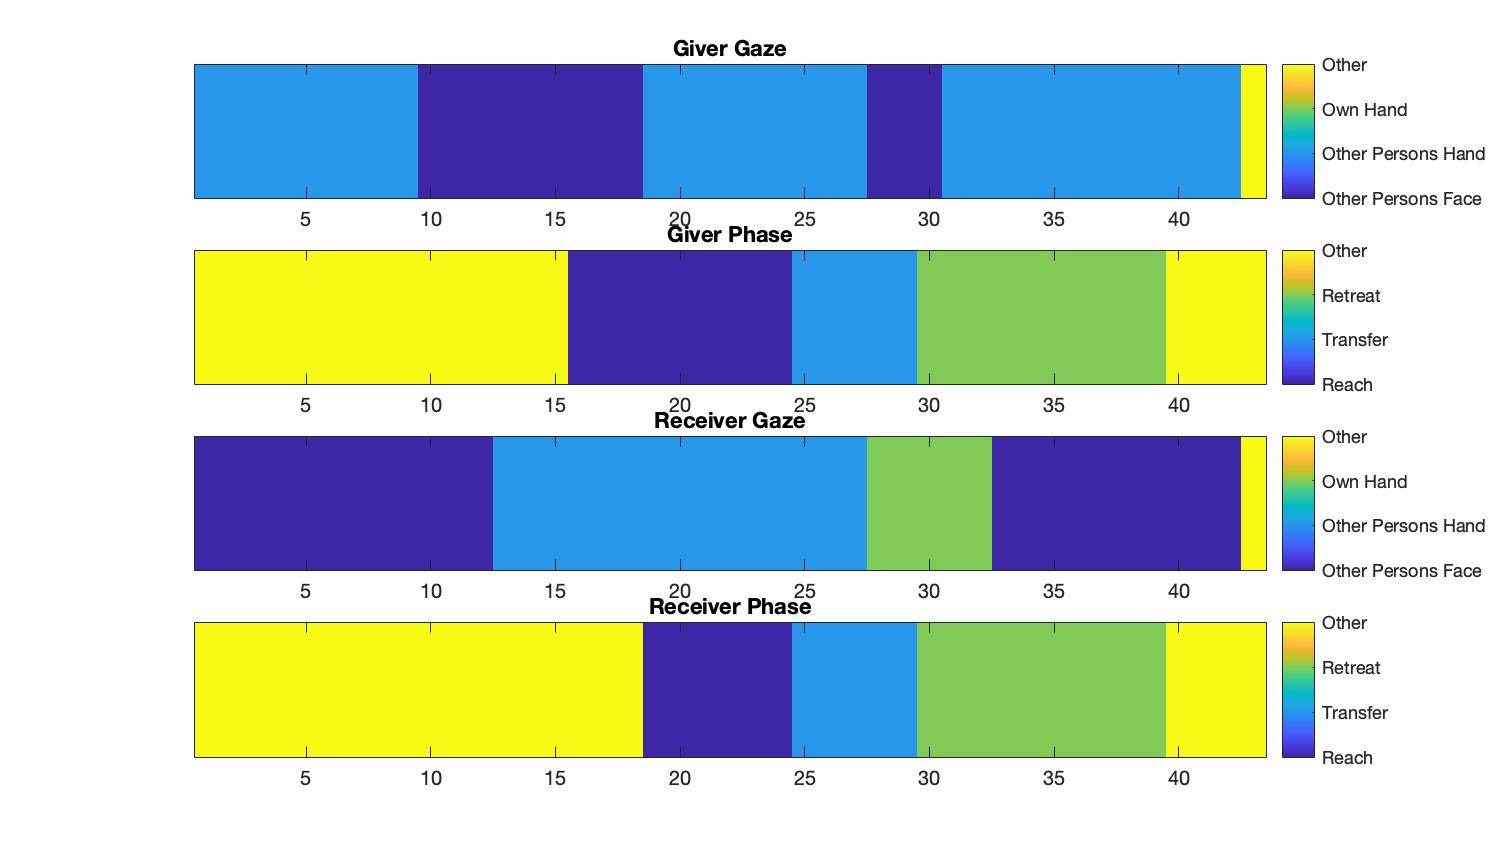 Giver Gaze
Other
Own Hand
Other Persons Hand
Other Persons Face
5 10 15 20 25 30 35 40
Giver Phase
Other
Retreat
Transfer
Reach
5 10 15 20 25 30 35 40
Receiver Gaze
Other
Own Hand
Other Persons Hand
Other Persons Face
5 10 15 20 25 30 35 40
Receiver Phase
Other
Retreat
Transfer
Reach
5 10 15 20 25 30 35 40